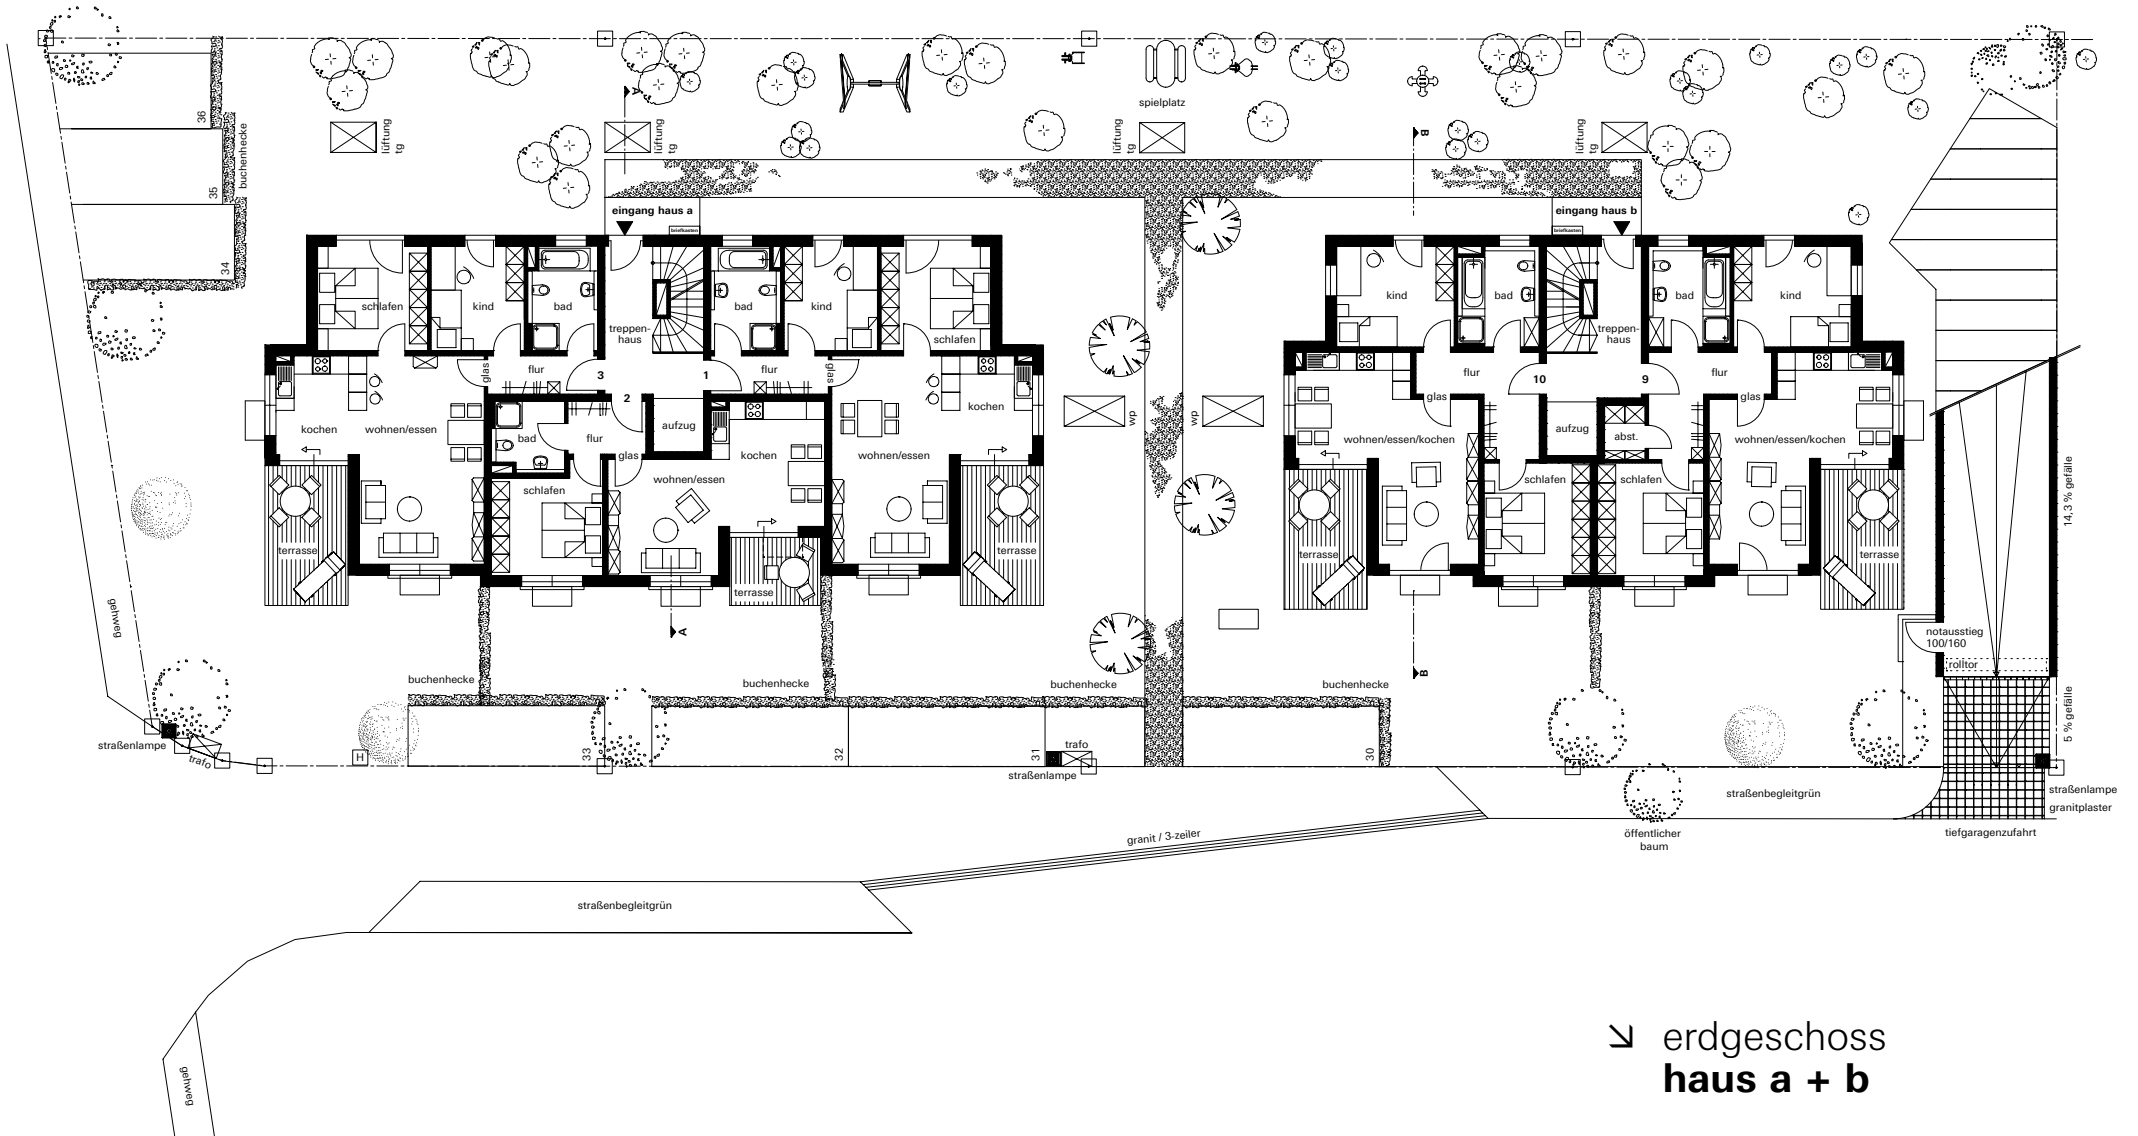 spielplatz
lüftung
tg
lüftung
tg
lüftung
tg
lüftung
tg
36
35
34
buchenhecke
A
B
eingang haus a
briefkasten
eingang haus b
briefkasten
schlafen
kind
bad
treppen-
haus
bad
kind
schlafen
kind
bad
treppen-
haus
bad
kind
glas
flur
3
1
flur
glas
2
flur
10
9
flur
kochen
wohnen/essen
bad
flur
glas
aufzug
kochen
wohnen/essen
kochen
wp
wp
glas
wohnen/essen/kochen
aufzug
abst.
glas
wohnen/essen/kochen
schlafen
wohnen/essen
schlafen
schlafen
terrasse
terrasse
terrasse
terrasse
terrasse
14,3 % gefälle
gehweg
A
B
notausstieg
100/160
rolltor
buchenhecke
buchenhecke
buchenhecke
buchenhecke
5 % gefälle
straßenlampe
trafo
H
33
32
31
trafo
30
straßenlampe
straßenbegleitgrün
straßenlampe
granitplaster
granit / 3-zeiler
öffentlicher
baum
tiefgaragenzufahrt
straßenbegleitgrün
gehweg
erdgeschoss
haus a + b